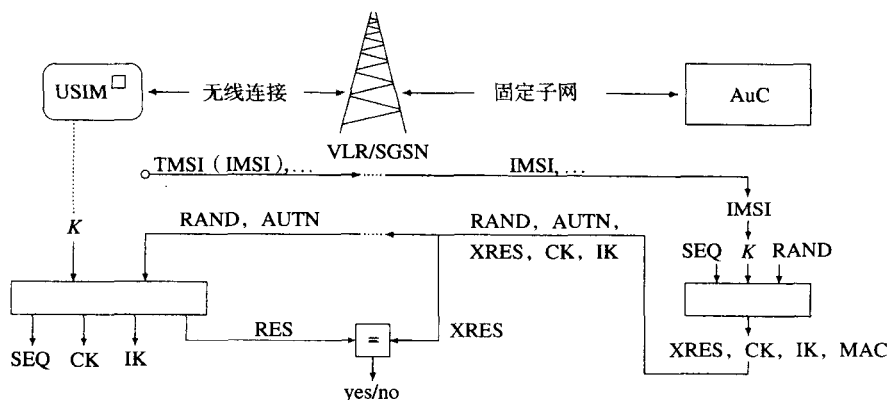 USIM
无线连接
固定子网
AuC
VLR/SGSN
TMSI（IMSI）,…
IMSI, …
IMSI
K
RAND，AUTN
RAND，AUTN，
XRES，CK，IK
SEQ K RAND
RES
=
XRES
SEQ CK IK
XRES，CK，IK，MAC
yes/no